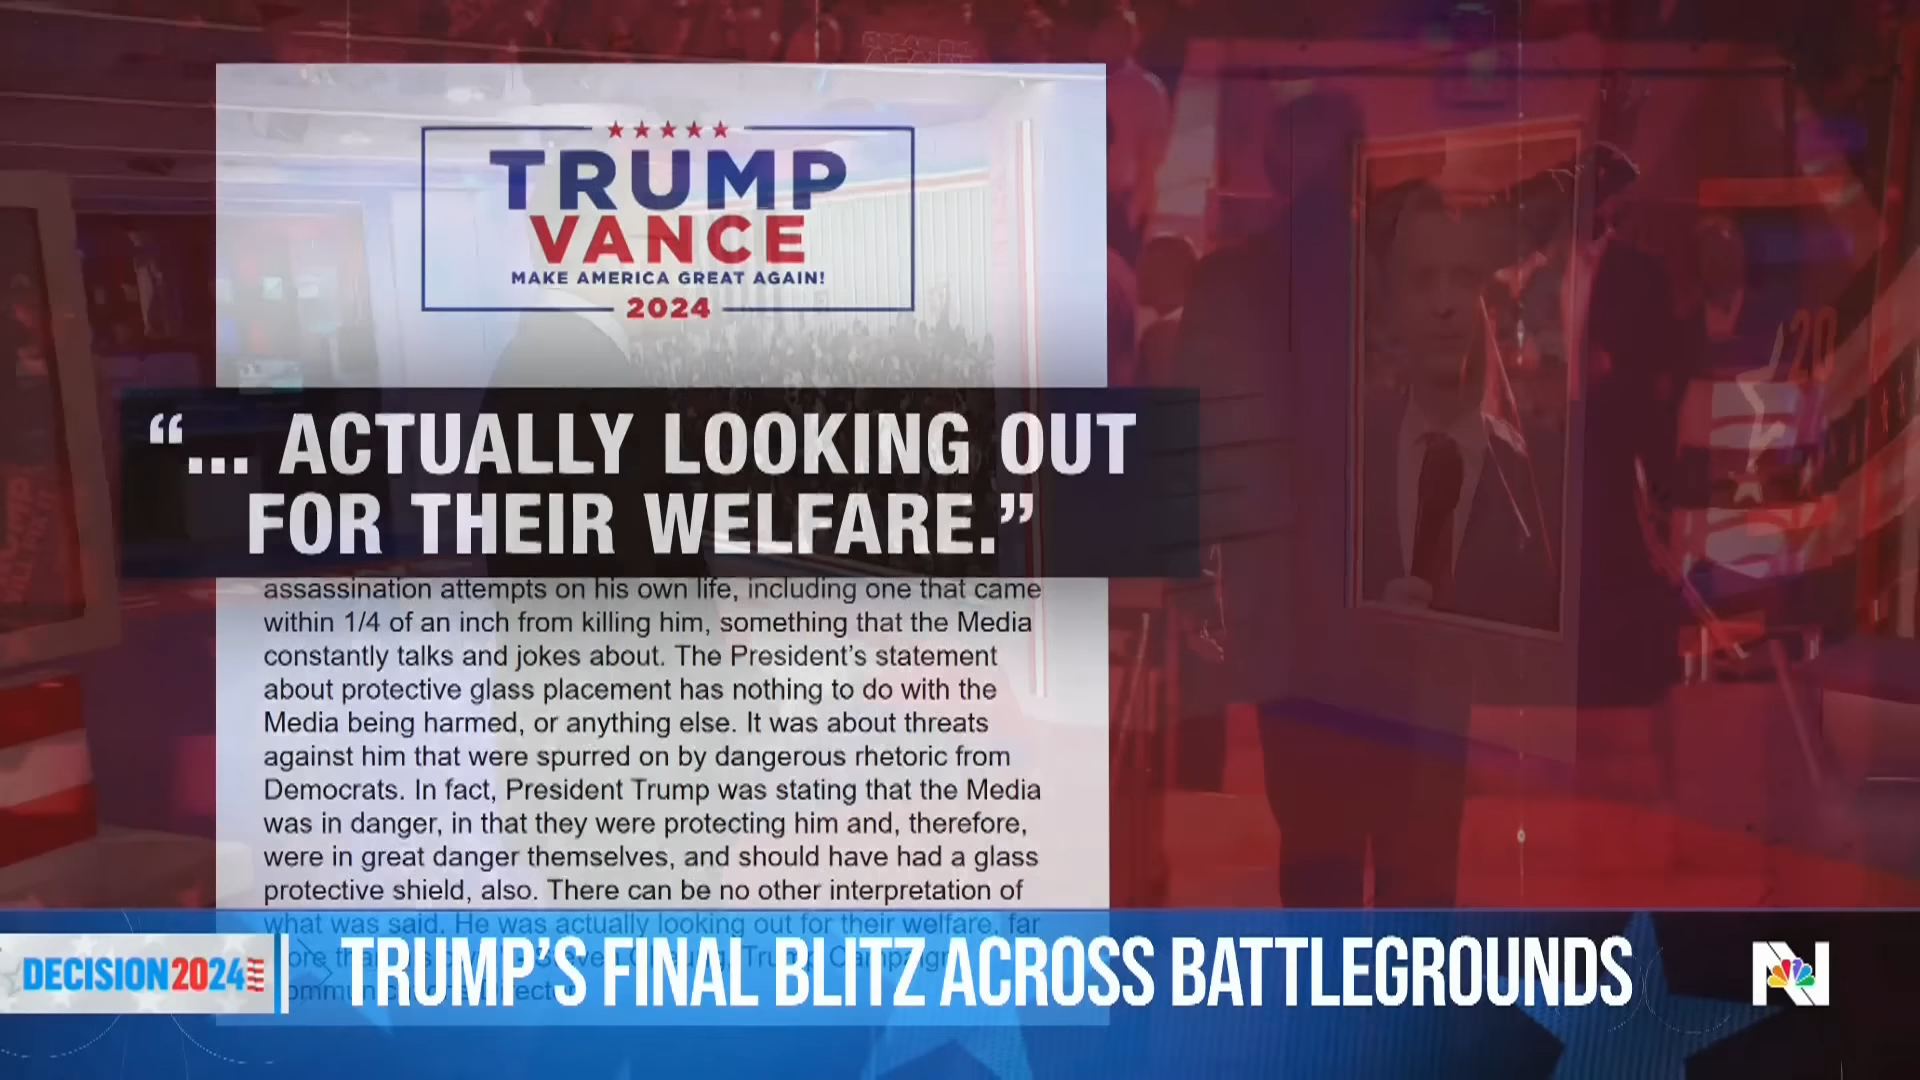 TRUMP
VANCE
MAKE AMERICA GREAT AGAIN!
2024
“... ACTUALLY LOOKING OUT
FOR THEIR WELFARE.”
assassination attempts on his own life, including one that came
within 1/4 of an inch from killing him, something that the Media
constantly talks and jokes about. The President’s statement
about protective glass placement has nothing to do with the
Media being harmed, or anything else. It was about threats
against him that were spurred on by dangerous rhetoric from
Democrats. In fact, President Trump was stating that the Media
was in danger, in that they were protecting him and, therefore,
were in great danger themselves, and should have had a glass
protective shield, also. There can be no other interpretation of
what was said. He was actually looking out for their welfare, far
DECISION 2024
TRUMP’S FINAL BLITZ ACROSS BATTLEGROUNDS
N